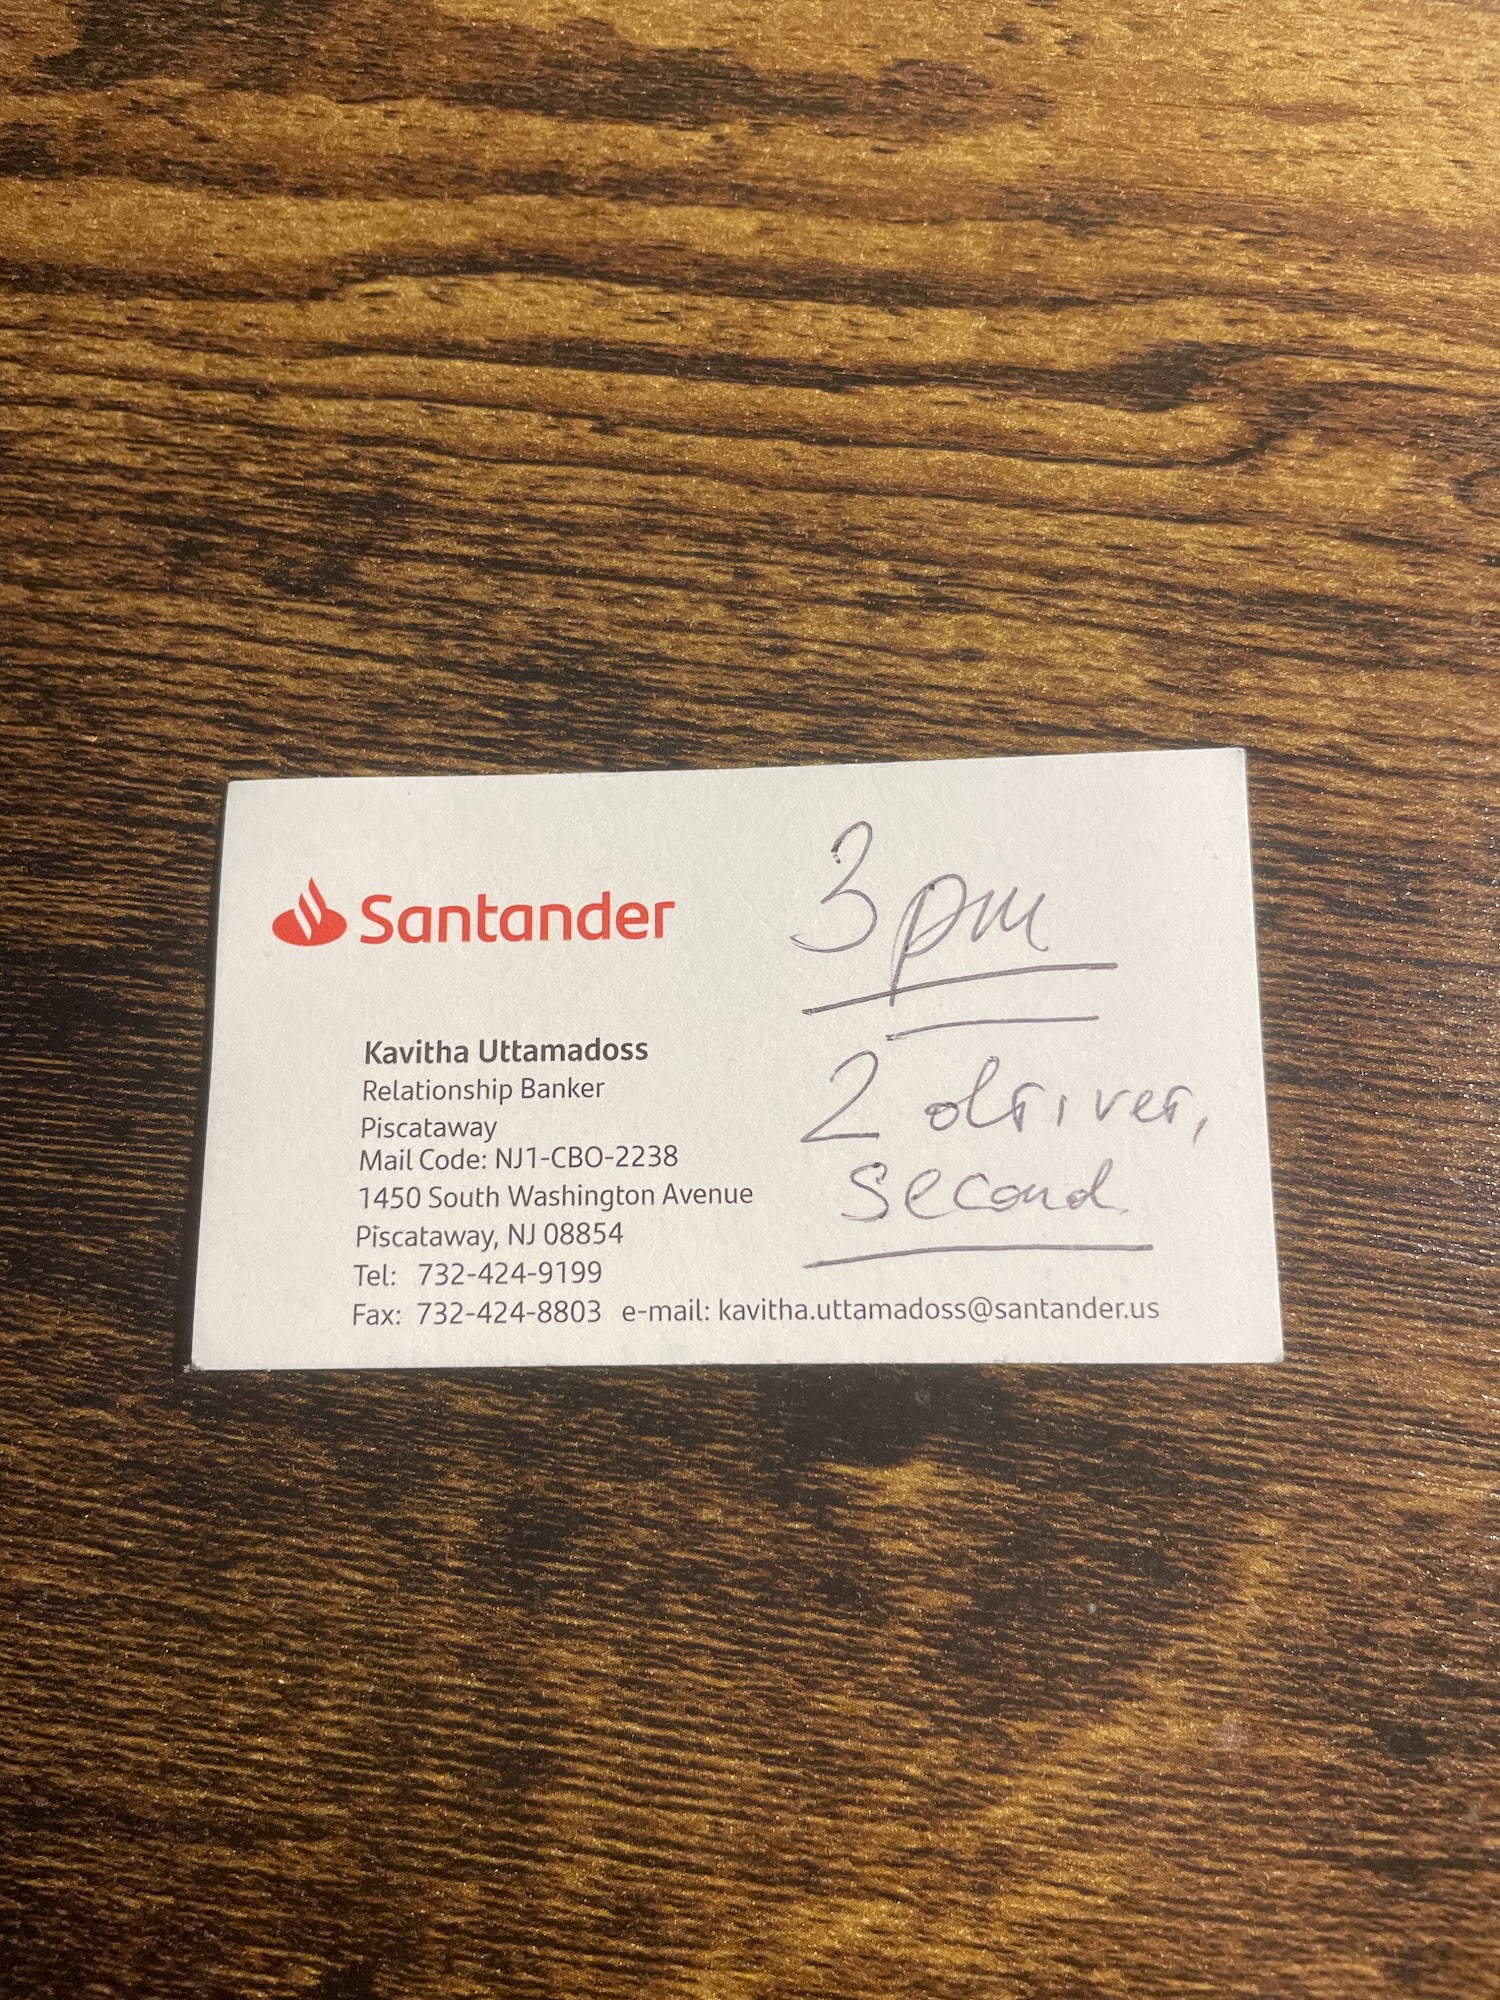 Santander
Kavitha Uttamadoss
Relationship Banker
Piscataway
Mail Code: NJ1-CBO-2238
1450 South Washington Avenue
Piscataway, NJ 08854
Tel: 732-424-9199
Fax: 732-424-8803 e-mail: kavitha.uttamadoss@santander.us
3pm
2 driver,
second